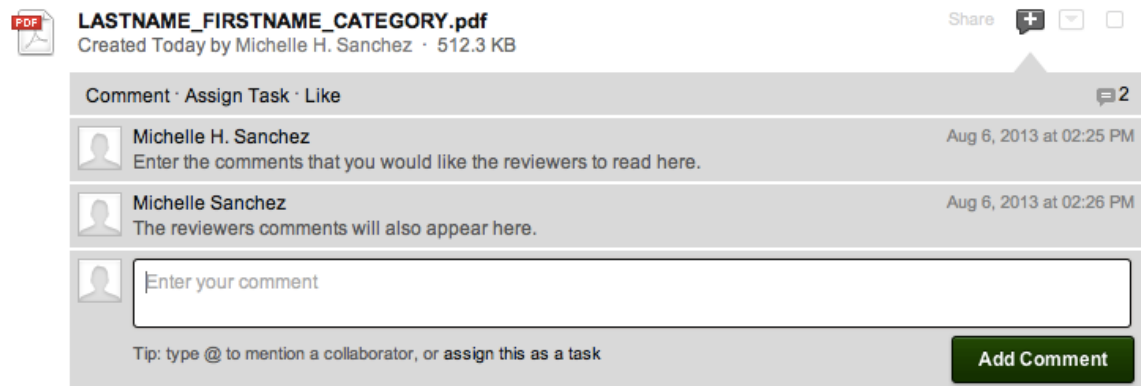 PDF
LASTNAME_FIRSTNAME_CATEGORY.pdf
Share
Created Today by Michelle H. Sanchez · 512.3 KB
Comment · Assign Task · Like
2
Michelle H. Sanchez
Aug 6, 2013 at 02:25 PM
Enter the comments that you would like the reviewers to read here.
Michelle Sanchez
Aug 6, 2013 at 02:26 PM
The reviewers comments will also appear here.
Enter your comment
Tip: type @ to mention a collaborator, or assign this as a task
Add Comment